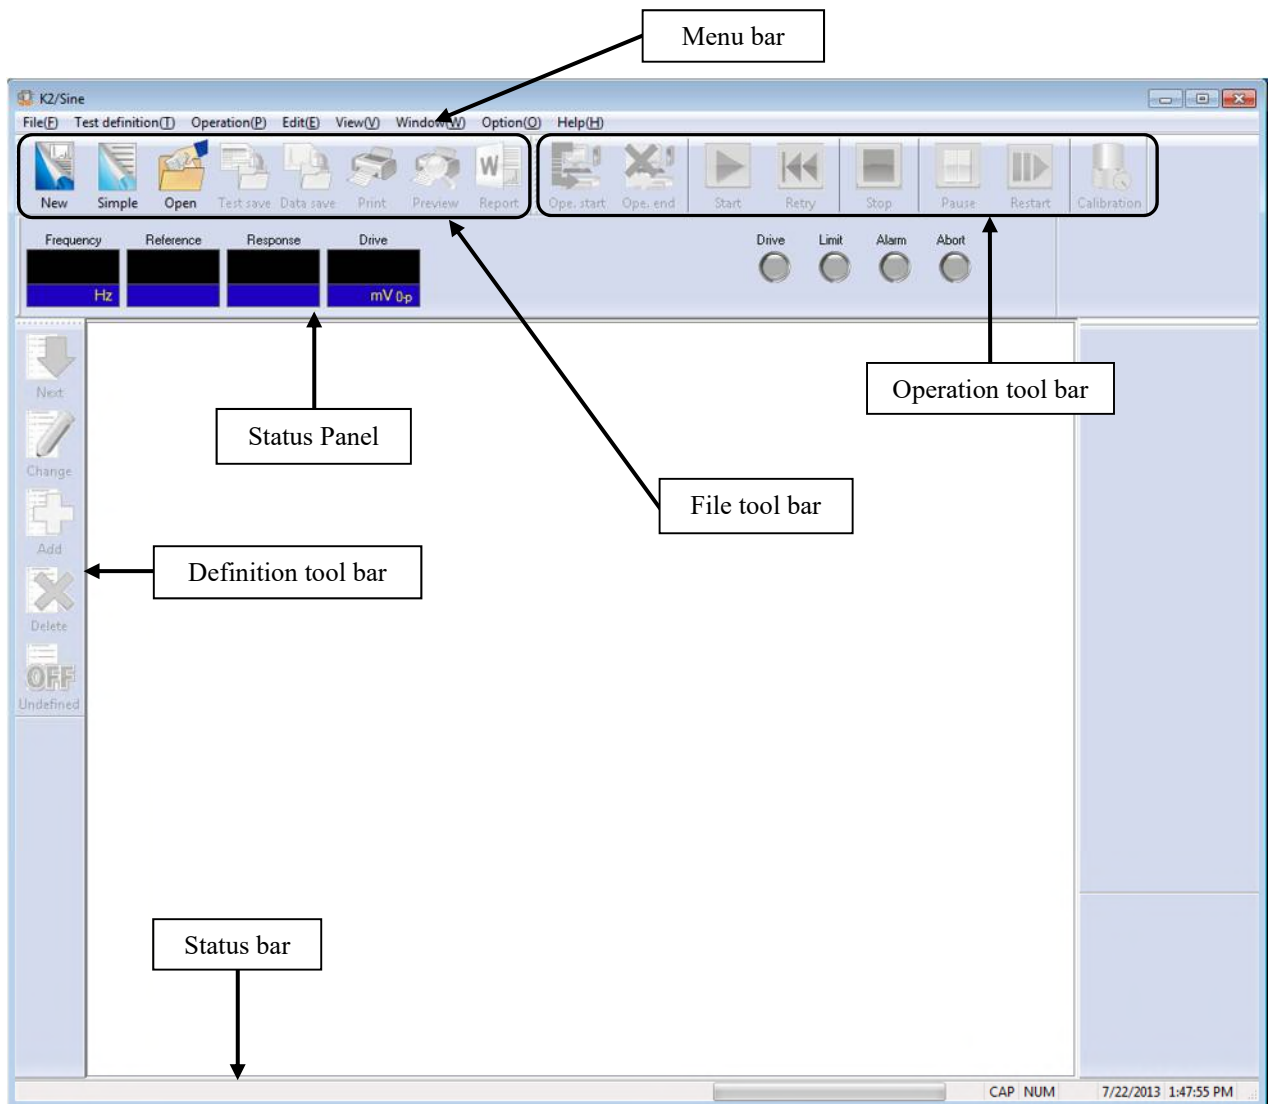 Menu bar
K2/Sine
File(F) Test definition(T) Operation(P) Edit(E) View(V) Window(W) Option(O) Help(H)
New Simple Open Test save Data save Print Preview Report Ope. start Ope. end Start Retry Stop Pause Restart Calibration
Frequency Reference Response Drive Drive Limit Alarm Abort
Hz mV 0-p
Next
Operation tool bar
Status Panel
Change
File tool bar
Add
Definition tool bar
Delete
OFF
Undefined
Status bar
CAP NUM 7/22/2013 1:47:55 PM